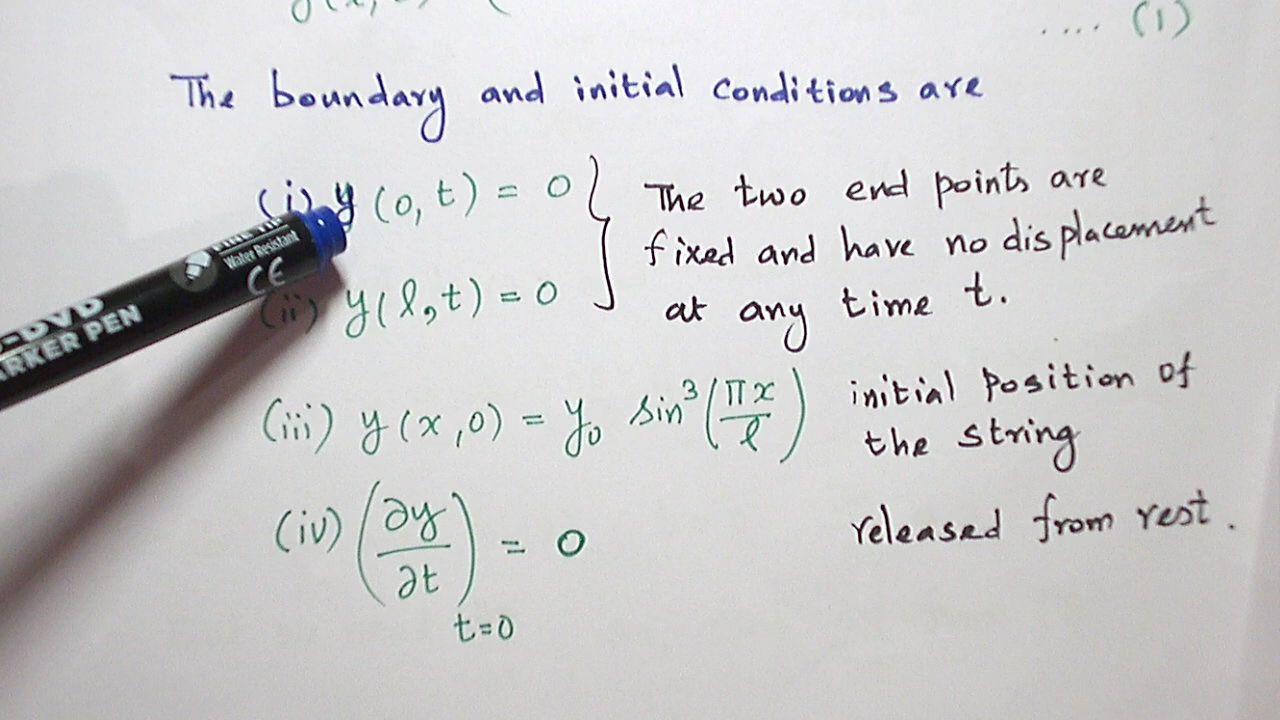 .... (1)
The boundary and initial conditions are
(i) y (0, t) = 0
The two end points are
fixed and have no displacement
at any time t.
(ii) y(l, t) = 0
(iii) y(x, 0) = y₀ sin³(πx/l)
initial position of
the string
(iv) (∂y/∂t)t=0 = 0
released from rest.
Water Resistant
CE
-DVD
ARKER PEN